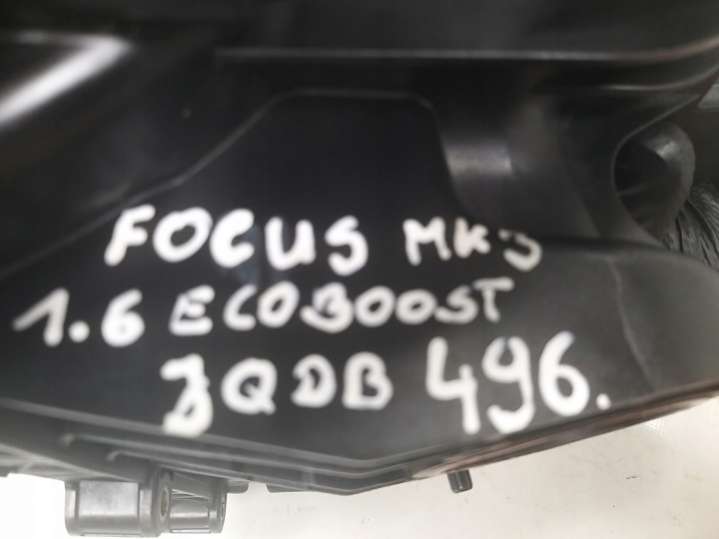 FOCUS MK3
1.6 ECOBOOST
JQDB 496.